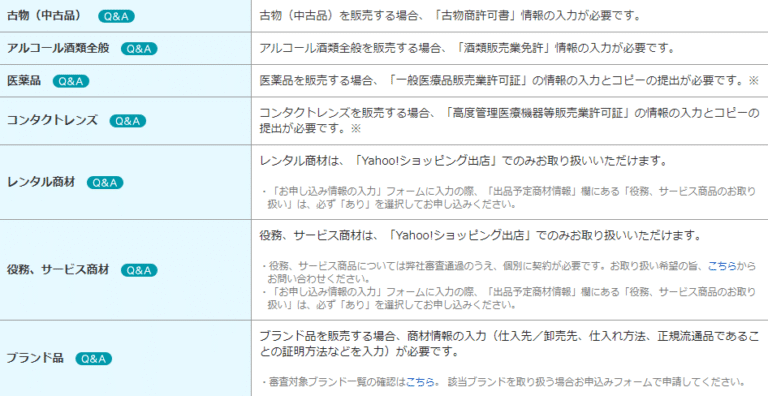 古物（中古品） Q&A
古物（中古品）を販売する場合、「古物商許可書」情報の入力が必要です。
アルコール酒類全般 Q&A
アルコール酒類全般を販売する場合、「酒類販売業免許」情報の入力が必要です。
医薬品 Q&A
医薬品を販売する場合、「一般医療品販売業許可証」の情報の入力とコピーの提出が必要です。※
コンタクトレンズ Q&A
コンタクトレンズを販売する場合、「高度管理医療機器等販売業許可証」の情報の入力とコピーの
提出が必要です。※
レンタル商材 Q&A
レンタル商材は、「Yahoo!ショッピング出店」でのみお取り扱いいただけます。
・「お申し込み情報の入力」フォームに入力の際、「出品予定商材情報」欄にある「役務、サービス商品のお取り
扱い」は、必ず「あり」を選択してお申し込みください。
役務、サービス商材 Q&A
役務、サービス商材は、「Yahoo!ショッピング出店」でのみお取り扱いいただけます。
・役務、サービス商品については弊社審査通過のうえ、個別に契約が必要です。お取り扱い希望の旨、こちらから
お問い合わせください。
・「お申し込み情報の入力」フォームに入力の際、「出品予定商材情報」欄にある「役務、サービス商品のお取り
扱い」は、必ず「あり」を選択してお申し込みください。
ブランド品 Q&A
ブランド品を販売する場合、商材情報の入力（仕入先／卸売先、仕入れ方法、正規流通品であるこ
との証明方法などを入力）が必要です。
・審査対象ブランド一覧の確認はこちら。 該当ブランドを取り扱う場合お申込みフォームで申請してください。